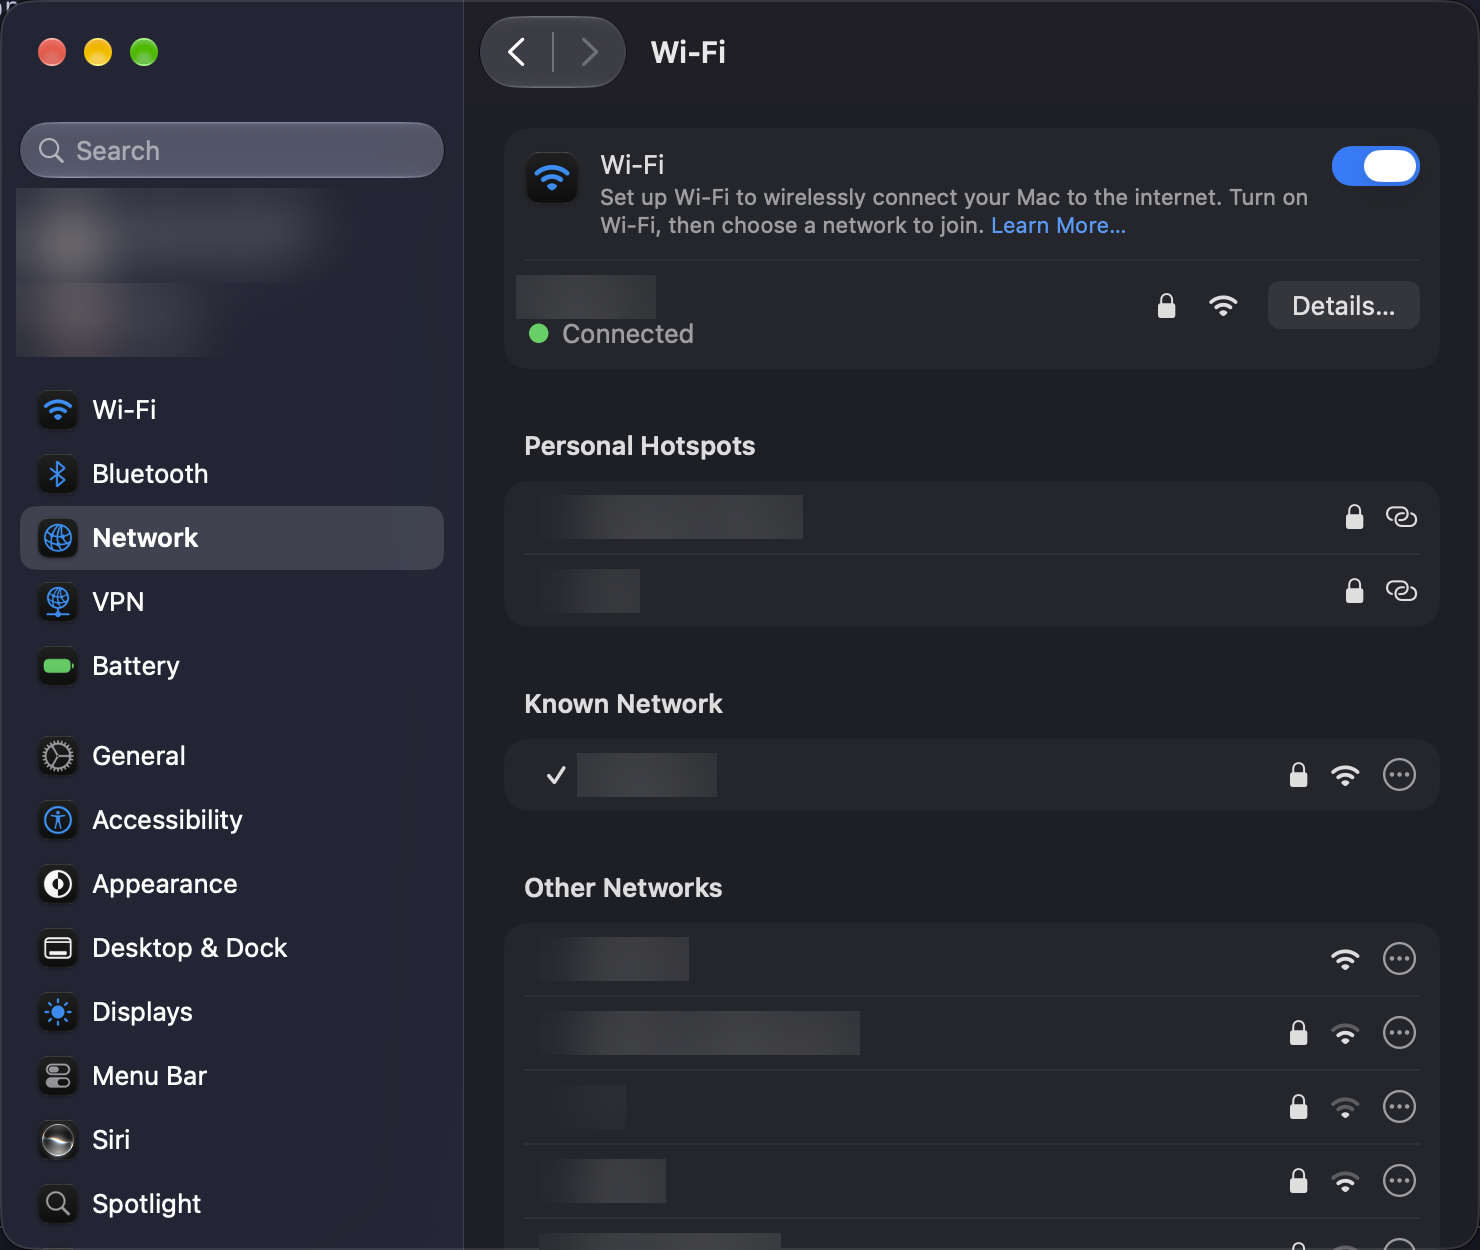 Wi-Fi
Search
Wi-Fi
Bluetooth
Network
VPN
Battery
General
Accessibility
Appearance
Desktop & Dock
Displays
Menu Bar
Siri
Spotlight
Wi-Fi
Set up Wi-Fi to wirelessly connect your Mac to the internet. Turn on
Wi-Fi, then choose a network to join. Learn More...
Connected
Details...
Personal Hotspots
Known Network
Other Networks